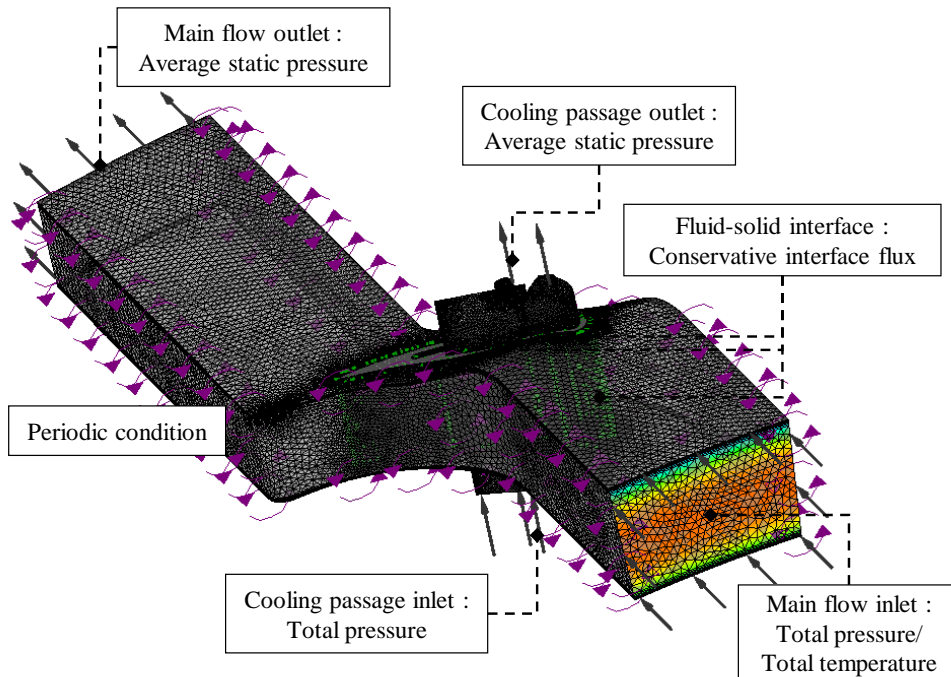 Main flow outlet :
Average static pressure
Cooling passage outlet :
Average static pressure
Fluid-solid interface :
Conservative interface flux
Periodic condition
Cooling passage inlet :
Total pressure
Main flow inlet :
Total pressure/
Total temperature